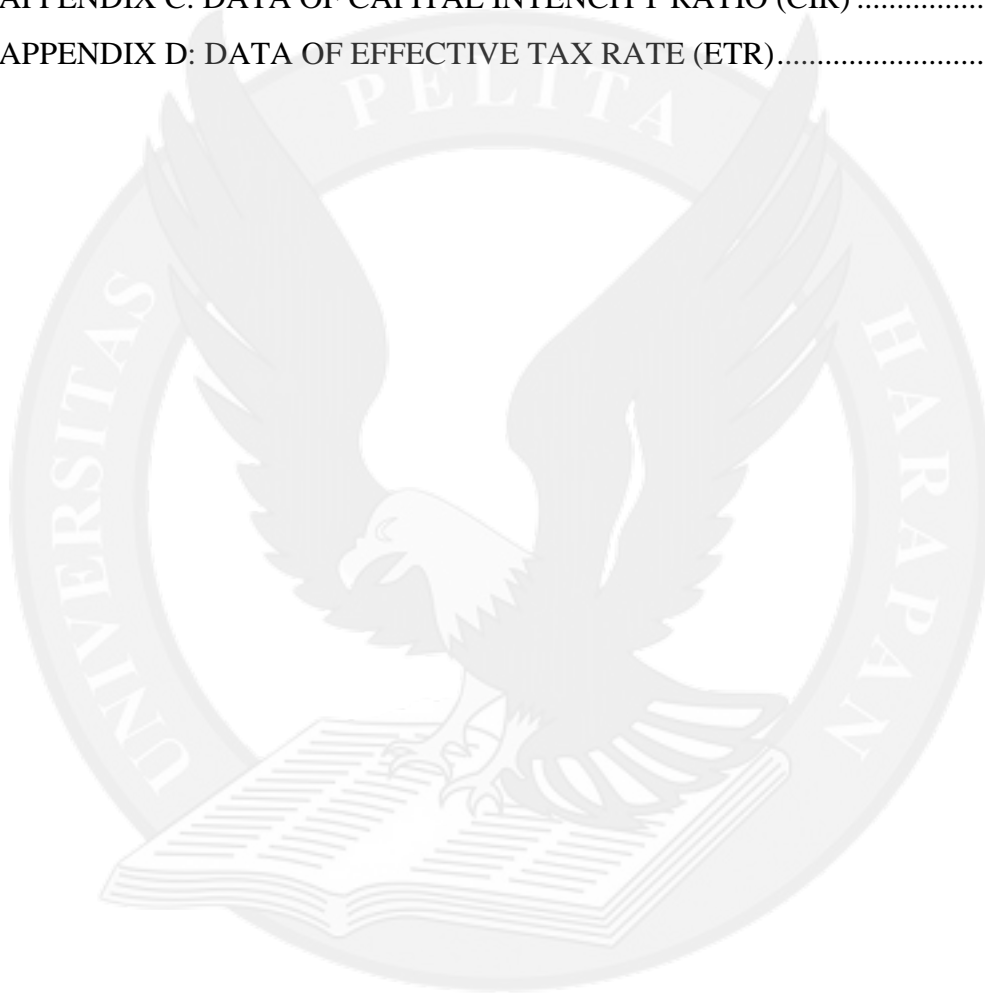 APPENDIX C: DATA OF CAPITAL INTENCITY RATIO (CIR) ................
APPENDIX D: DATA OF EFFECTIVE TAX RATE (ETR)..........................
UNIVERSITAS PELITA HARAPAN